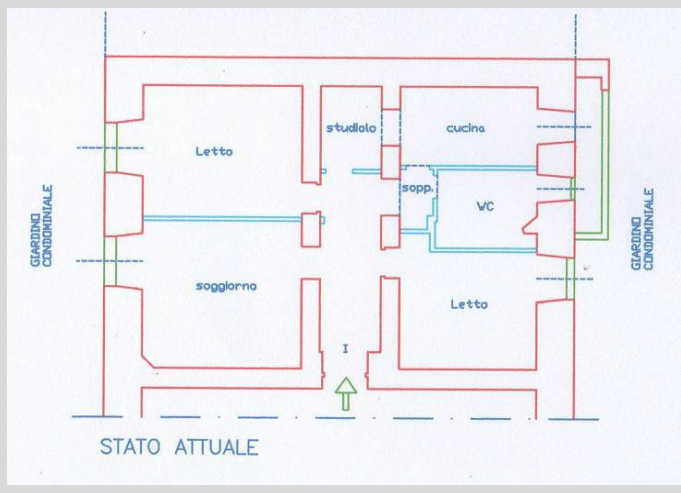 studiolo
cucina
Letto
sopp.
WC
GIARDINO
CONDOMINIALE
GIARDINO
CONDOMINIALE
soggiorno
Letto
I
STATO ATTUALE